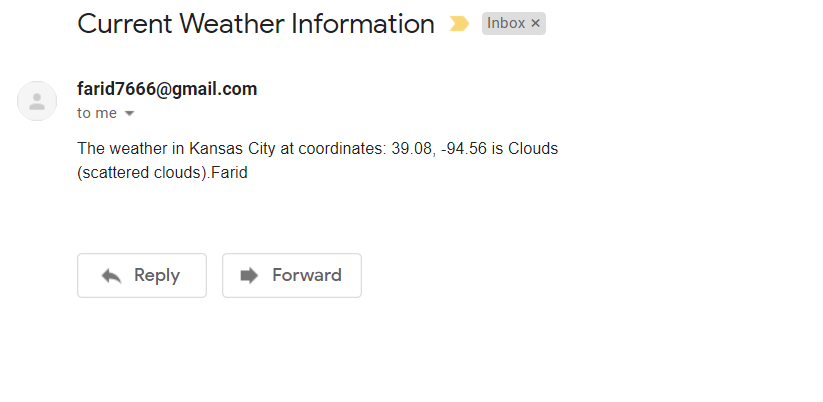 Current Weather Information
Inbox ×
farid7666@gmail.com
to me
The weather in Kansas City at coordinates: 39.08, -94.56 is Clouds
(scattered clouds).Farid
Reply
Forward